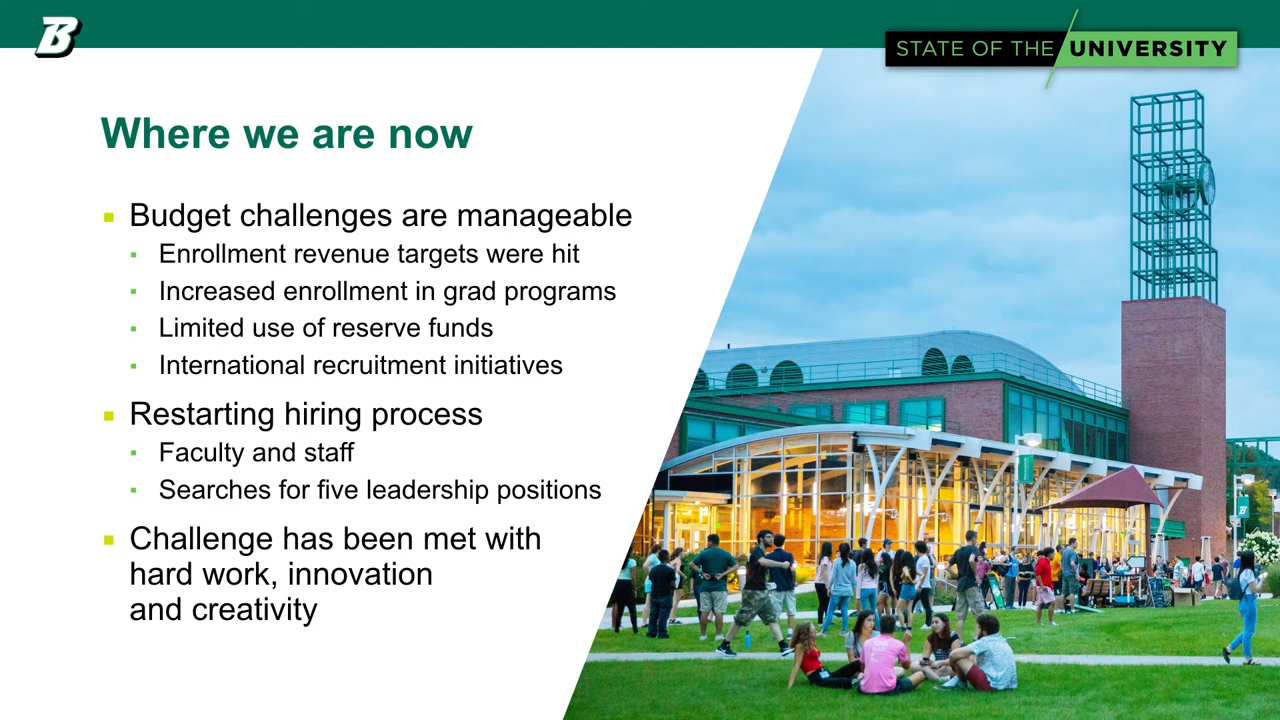 B
STATE OF THE UNIVERSITY
Where we are now
Budget challenges are manageable
Enrollment revenue targets were hit
Increased enrollment in grad programs
Limited use of reserve funds
International recruitment initiatives
Restarting hiring process
Faculty and staff
Searches for five leadership positions
Challenge has been met with
hard work, innovation
and creativity